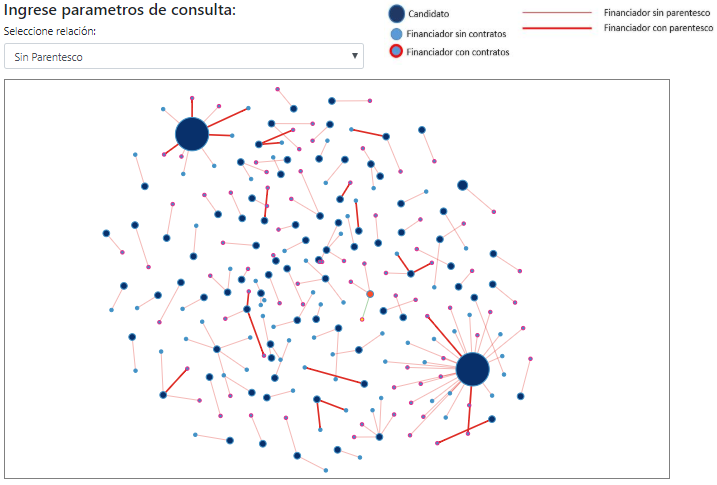 Ingrese parametros de consulta:
Seleccione relación:
Sin Parentesco
Candidato
Financiador sin contratos
Financiador con contratos
Financiador sin parentesco
Financiador con parentesco